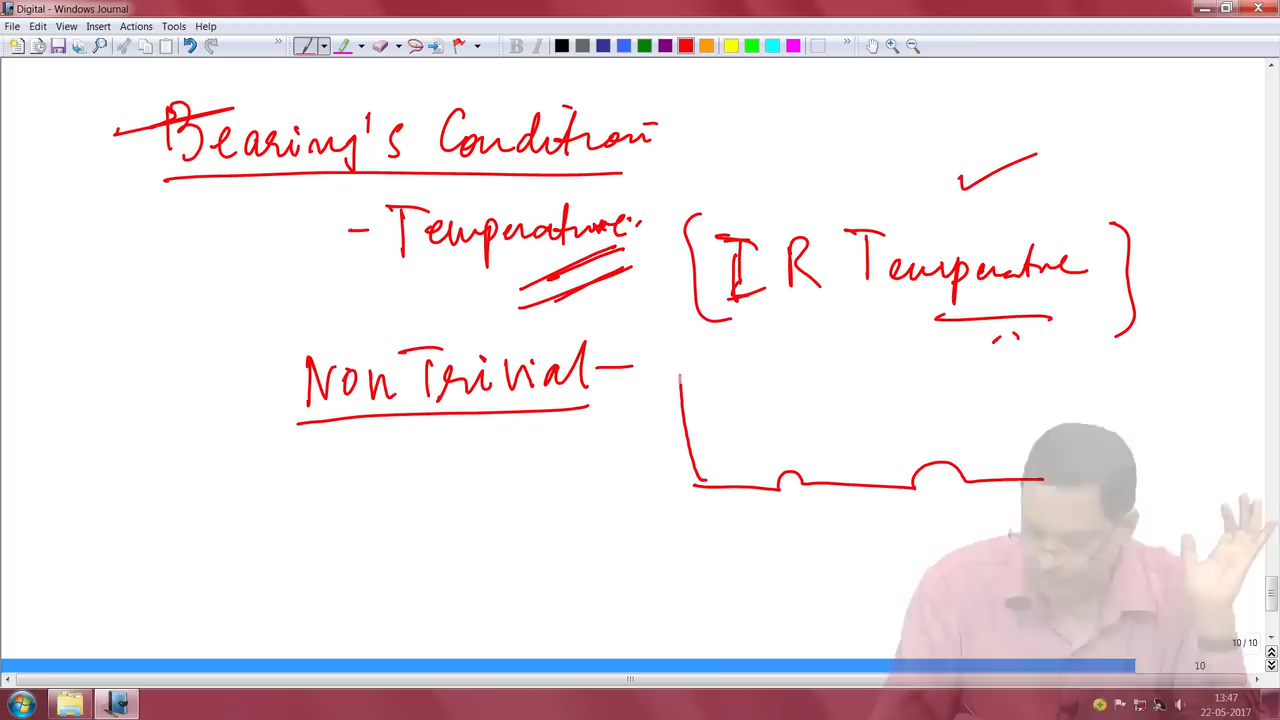 Digital - Windows Journal
File Edit View Insert Actions Tools Help
Bearing's Condition
- Temperature
(IR Temperature)
Non Trivial -
10/10
10
13:47
22-05-2017